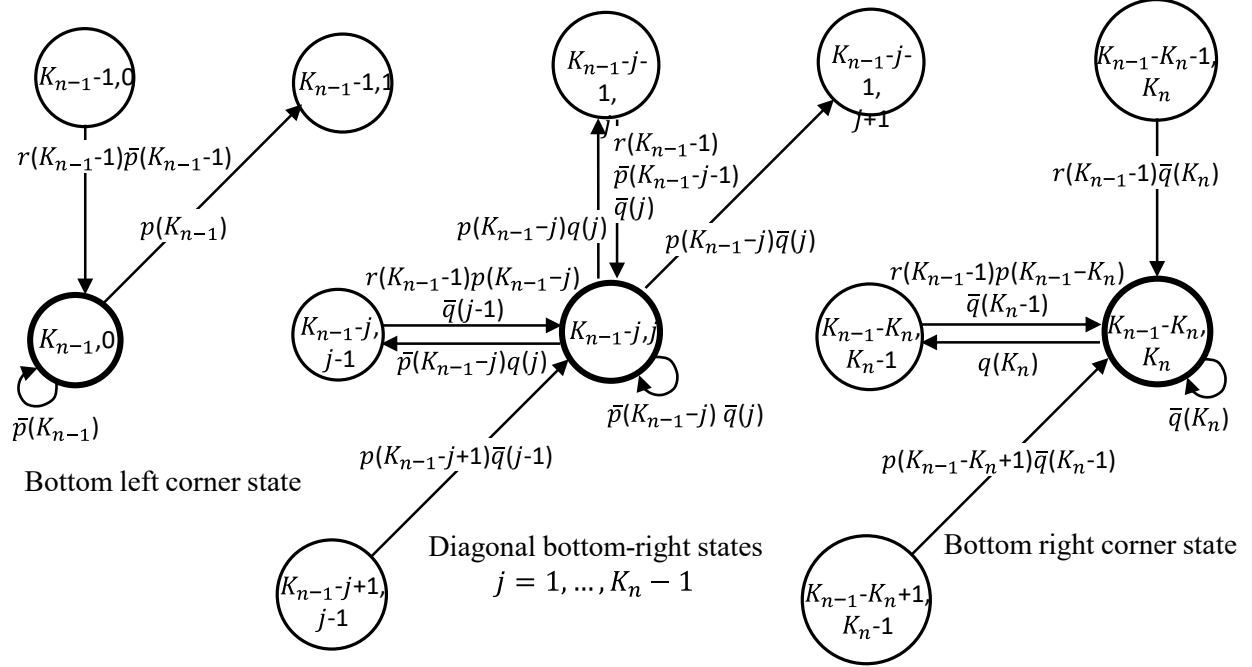 K_{n−1}-1,0
r(K_{n−1}-1)p̄(K_{n−1}-1)
K_{n−1}-1,1
p(K_{n−1})
K_{n−1},0
p̄(K_{n−1})
Bottom left corner state
K_{n−1}-j-
1,
j
K_{n−1}-j-
1,
j+1
r(K_{n−1}-1)
p̄(K_{n−1}-j-1)
q̄(j)
p(K_{n−1}−j)q(j)
p(K_{n−1}−j)q̄(j)
r(K_{n−1}-1)p(K_{n−1}−j)
q̄(j-1)
K_{n−1}-j,
j-1
K_{n−1}-j,j
p̄(K_{n−1}−j)q(j)
p̄(K_{n−1}−j) q̄(j)
p(K_{n−1}-j+1)q̄(j-1)
K_{n−1}-j+1,
j-1
Diagonal bottom-right states
j = 1, …, K_n − 1
K_{n−1}-K_n-1,
K_n
r(K_{n−1}-1)q̄(K_n)
r(K_{n−1}-1)p(K_{n−1}−K_n)
q̄(K_n-1)
K_{n−1}-K_n,
K_n-1
K_{n−1}-K_n,
K_n
q(K_n)
q̄(K_n)
p(K_{n−1}-K_n+1)q̄(K_n-1)
K_{n−1}-K_n+1,
K_n-1
Bottom right corner state